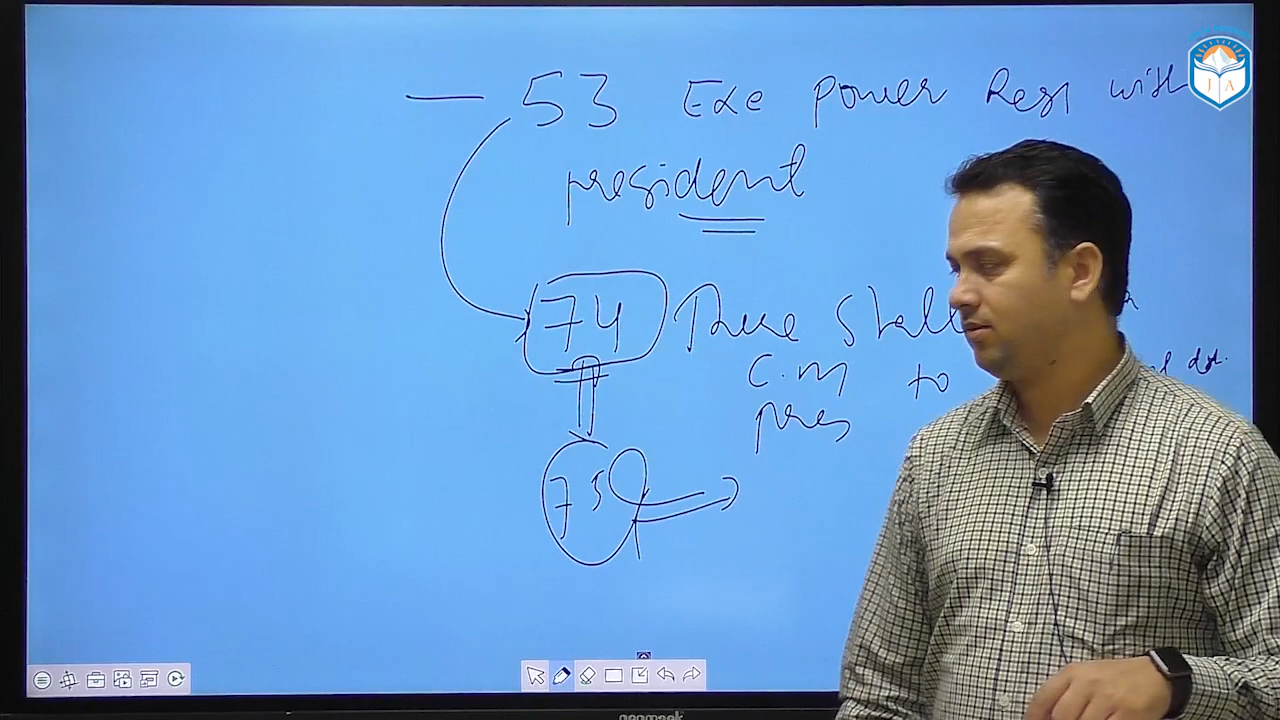 — 53 Exe power Rest with
president
74 There Shall
C.M to
pres
75
J A